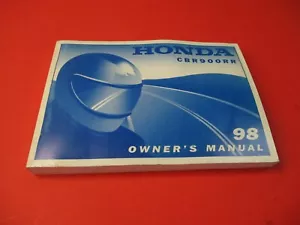 HONDA
CBR900RR
98
OWNER'S MANUAL